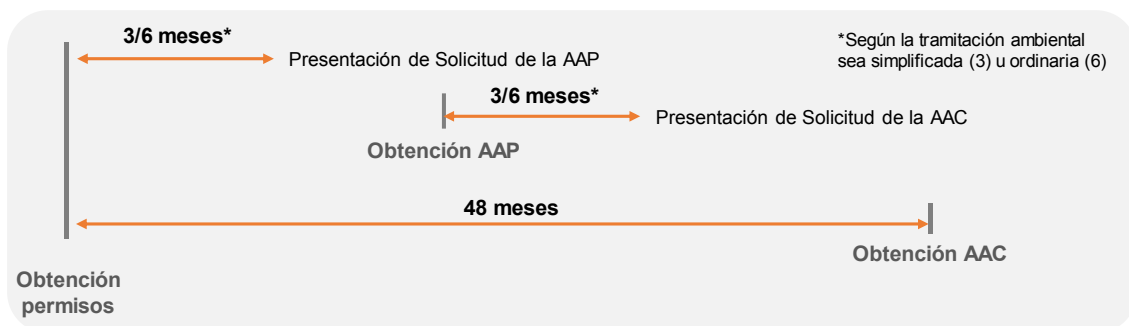 3/6 meses*
Presentación de Solicitud de la AAP
*Según la tramitación ambiental
sea simplificada (3) u ordinaria (6)
3/6 meses*
Presentación de Solicitud de la AAC
Obtención AAP
48 meses
Obtención AAC
Obtención
permisos